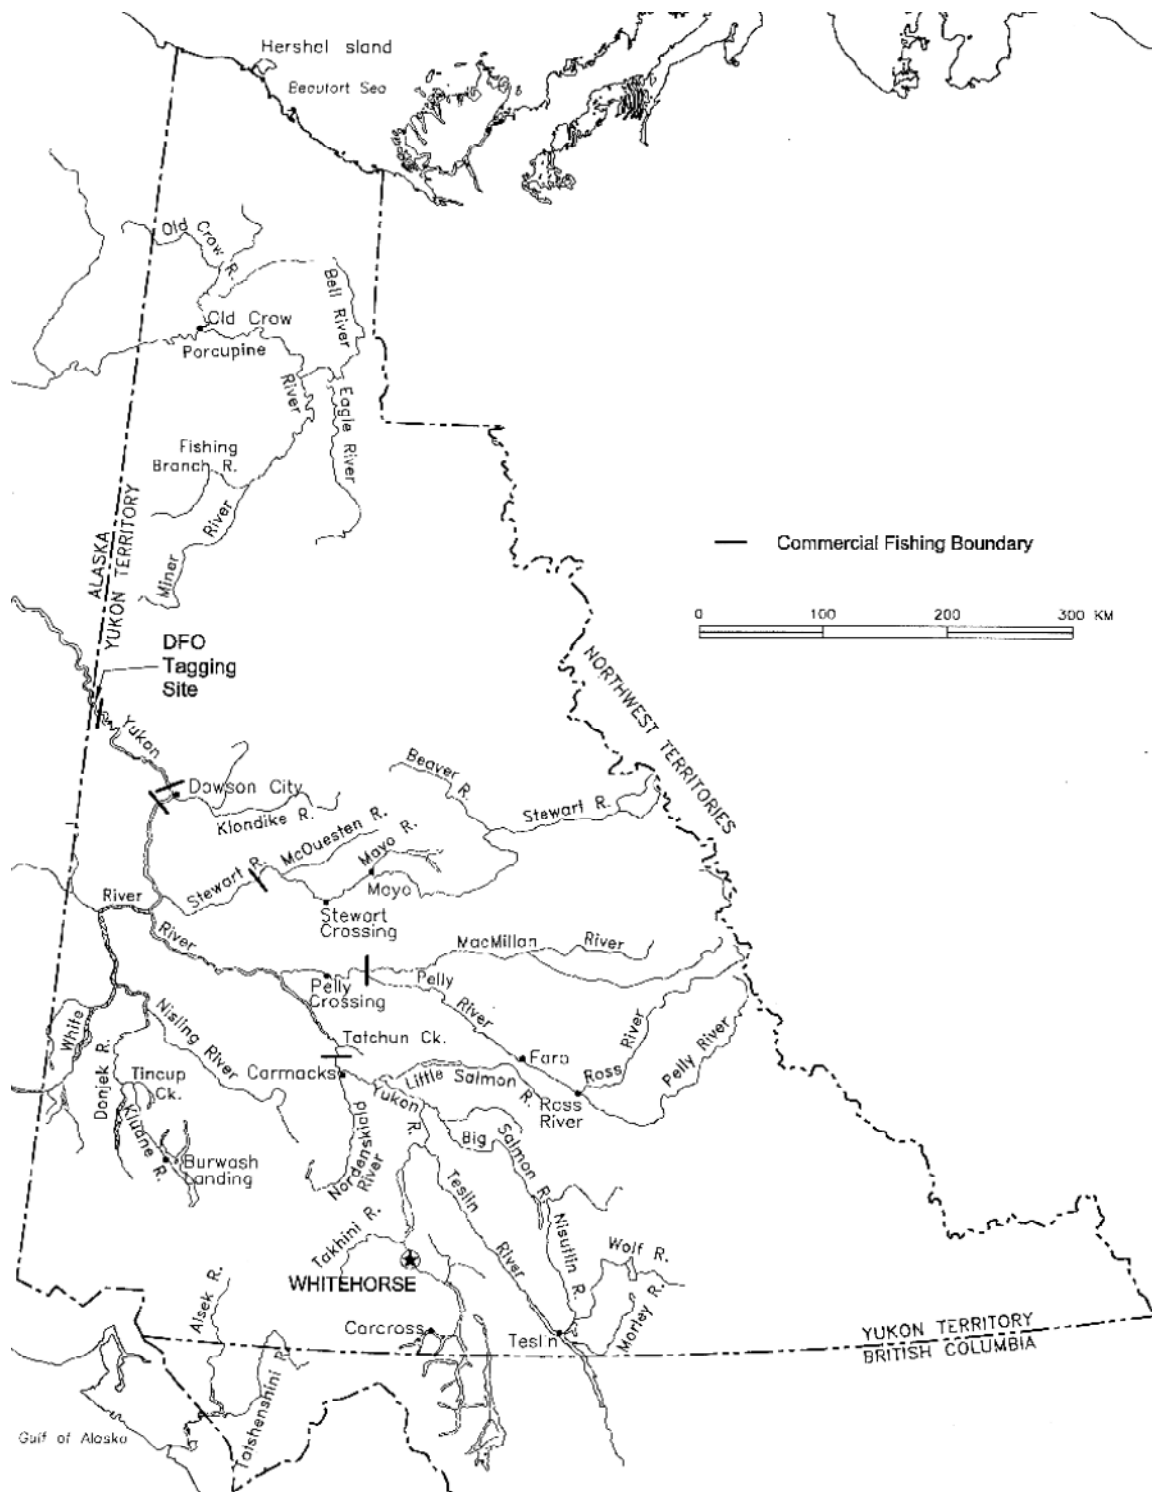 Hershel sland
Beaufort Sea
Old Crow R.
Bell River
Old Crow
Porcupine
River
Eagle River
Fishing
Branch R.
River
Miner
ALASKA
YUKON TERRITORY
Commercial Fishing Boundary
0 100 200 300 KM
DFO
Tagging
Site
NORTHWEST TERRITORIES
Yukon
Dawson City
Klondike R.
Beaver R.
Stewart R.
McQuesten R.
Mayo R.
Stewart R.
Mayo
River
Stewart
Crossing
River
MacMillan River
Pelly
Crossing
Pelly
River
White
Nisling River
Tatchun Ck.
Donjek R.
Tincup
Ck.
Carmacks
Little Salmon
R.
Faro
Ross River
Pelly River
Ross
River
Yukon R.
Kluane R.
Burwash
Landing
Nordenskiold
River
Big
Salmon R.
Teslin
River
Nisutlin R.
Takhini R.
WHITEHORSE
Wolf R.
Morley R.
Alsek R.
Carcross
Teslin
YUKON TERRITORY
BRITISH COLUMBIA
Tatshenshini R.
Gulf of Alaska